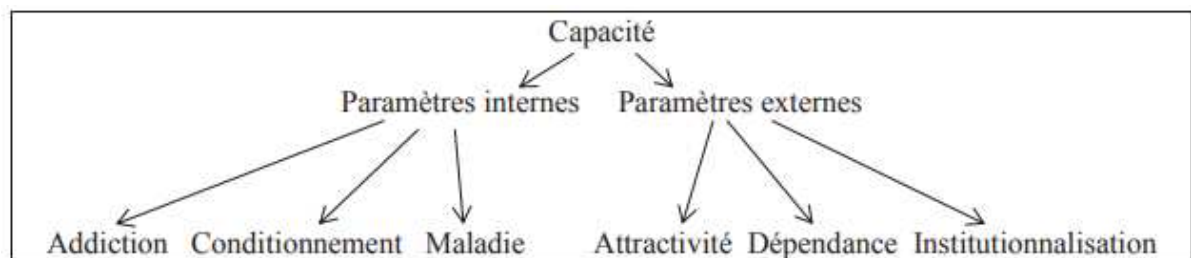 Capacité
Paramètres internes Paramètres externes
Addiction Conditionnement Maladie Attractivité Dépendance Institutionnalisation